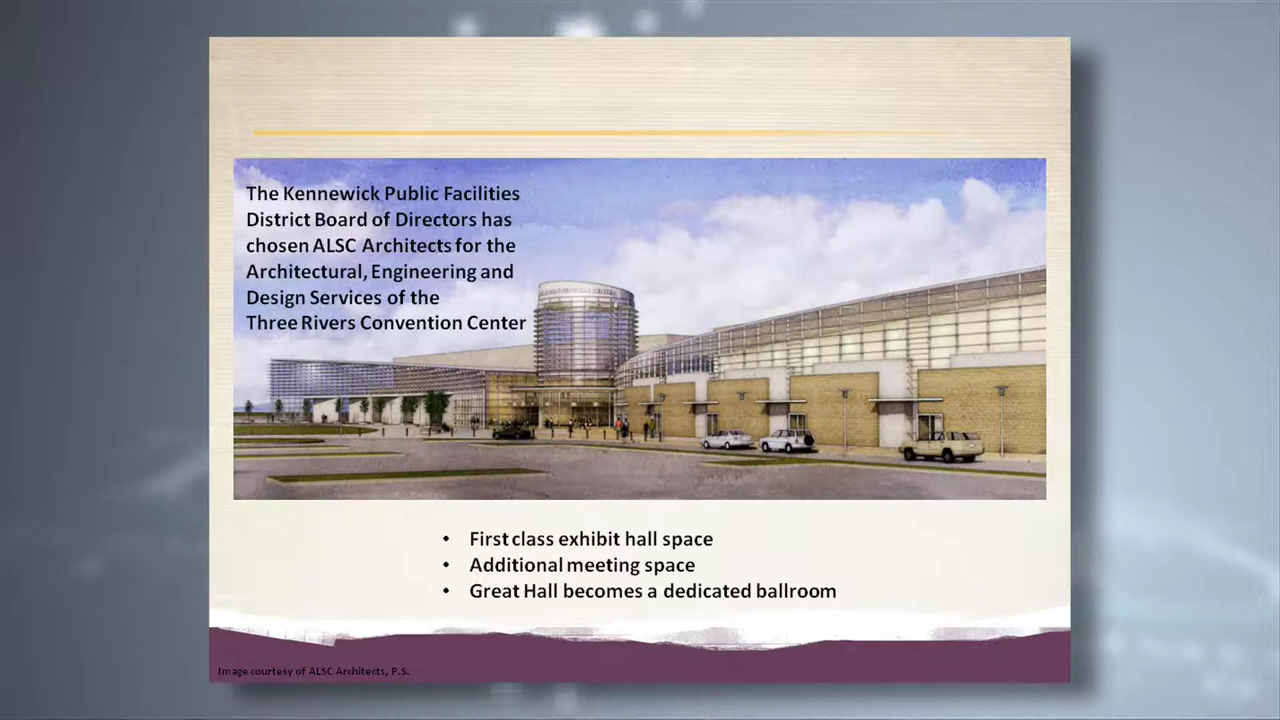 The Kennewick Public Facilities
District Board of Directors has
chosen ALSC Architects for the
Architectural, Engineering and
Design Services of the
Three Rivers Convention Center
• First class exhibit hall space
• Additional meeting space
• Great Hall becomes a dedicated ballroom
Image courtesy of ALSC Architects, P.S.